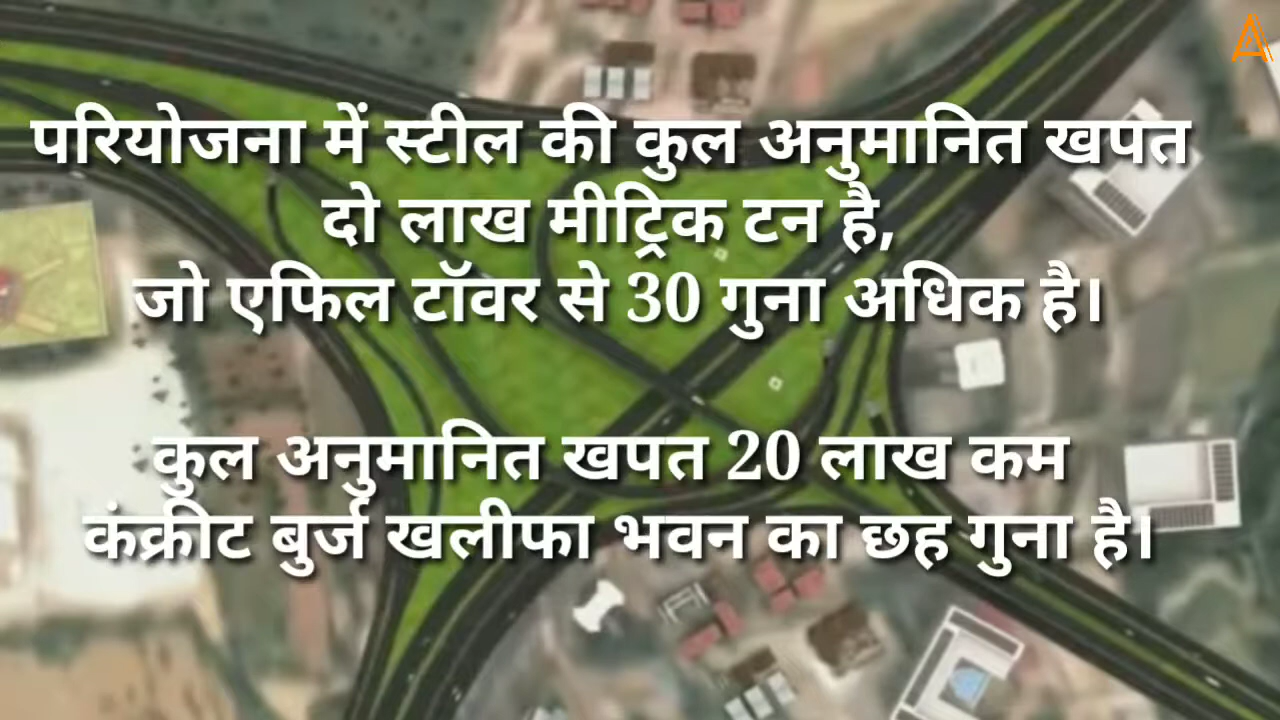 परियोजना में स्टील की कुल अनुमानित खपत
दो लाख मीट्रिक टन है,
जो एफिल टॉवर से 30 गुना अधिक है।
कुल अनुमानित खपत 20 लाख कम
कंक्रीट बुर्ज खलीफा भवन का छह गुना है।